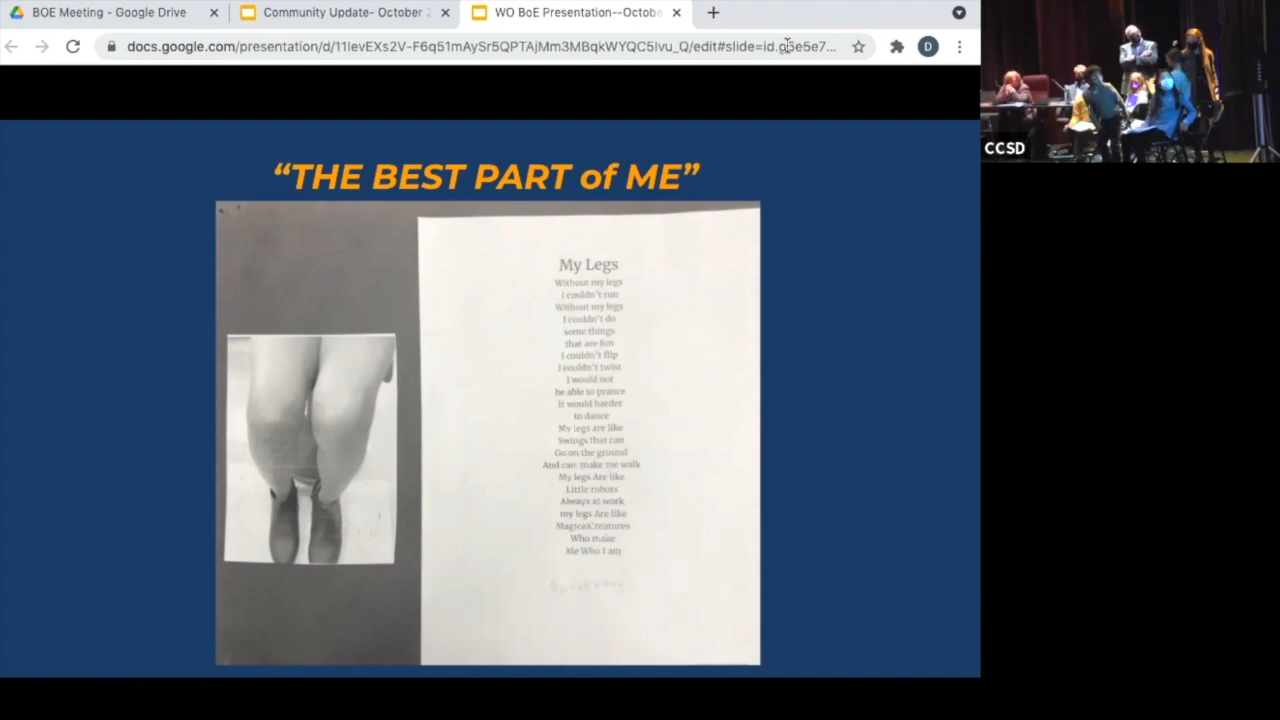 BOE Meeting - Google Drive
Community Update- October
WO BoE Presentation--Octobe
docs.google.com/presentation/d/11levEXs2V-F6q51mAySr5QPTAjMm3MBqkWYQC5Ivu_Q/edit#slide=id.g5e5e7...
D
CCSD
“THE BEST PART of ME”
My Legs
Without my legs
I couldn't run
Without my legs
I couldn't do
some things
that are fun
I couldn't flip
I couldn't twist
I would not
be able to prance
It would harder
to dance
My legs are like
Swings that can
Go on the ground
And can make me walk
My legs Are like
Little robots
Always at work
my legs Are like
MagicalCreatures
Who make
Me Who I am
By